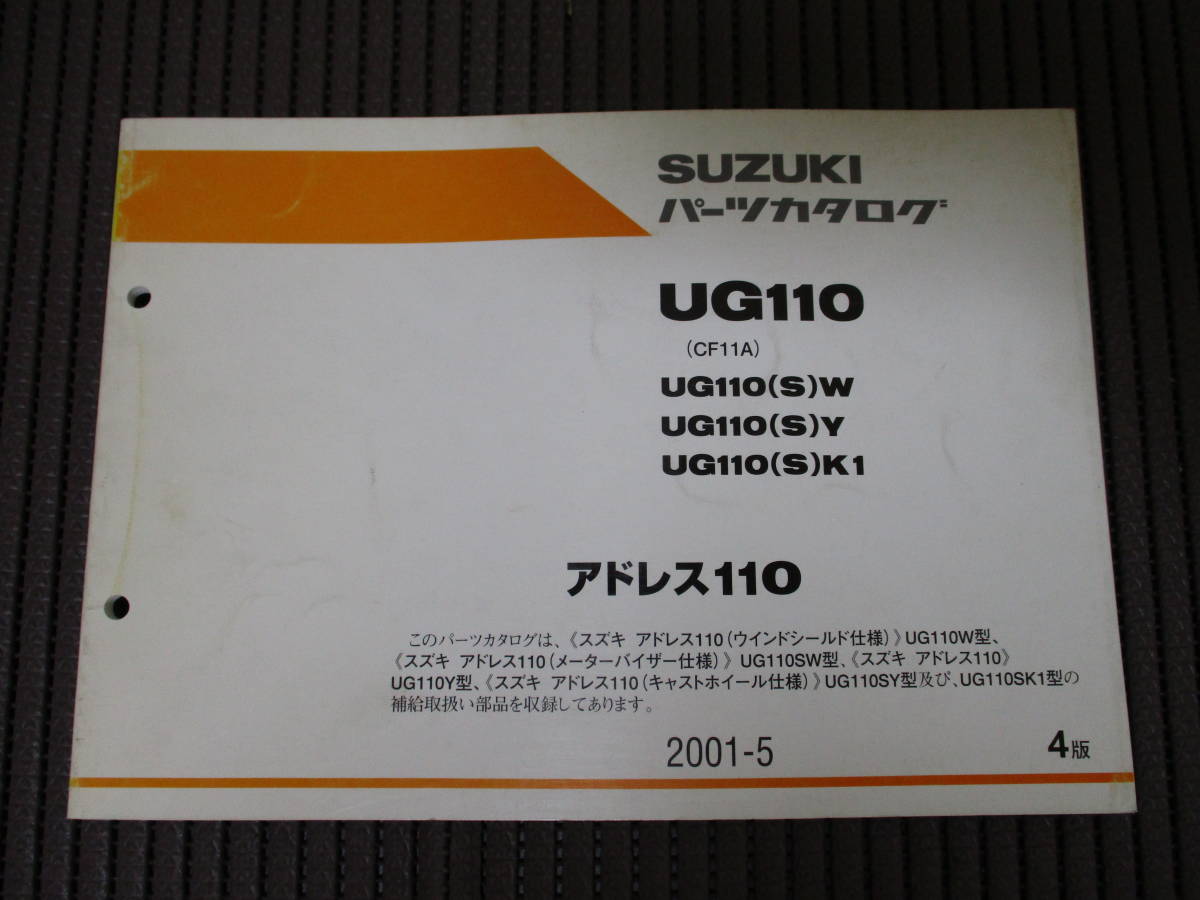 SUZUKI
パーツカタログ
UG110
(CF11A)
UG110(S)W
UG110(S)Y
UG110(S)K1
アドレス110
このパーツカタログは、《スズキ アドレス110（ウインドシールド仕様）》UG110W型、
《スズキ アドレス110（メーターバイザー仕様）》UG110SW型、《スズキ アドレス110》
UG110Y型、《スズキ アドレス110（キャストホイール仕様）》UG110SY型及び、UG110SK1型の
補給取扱い部品を収録してあります。
2001-5
4版